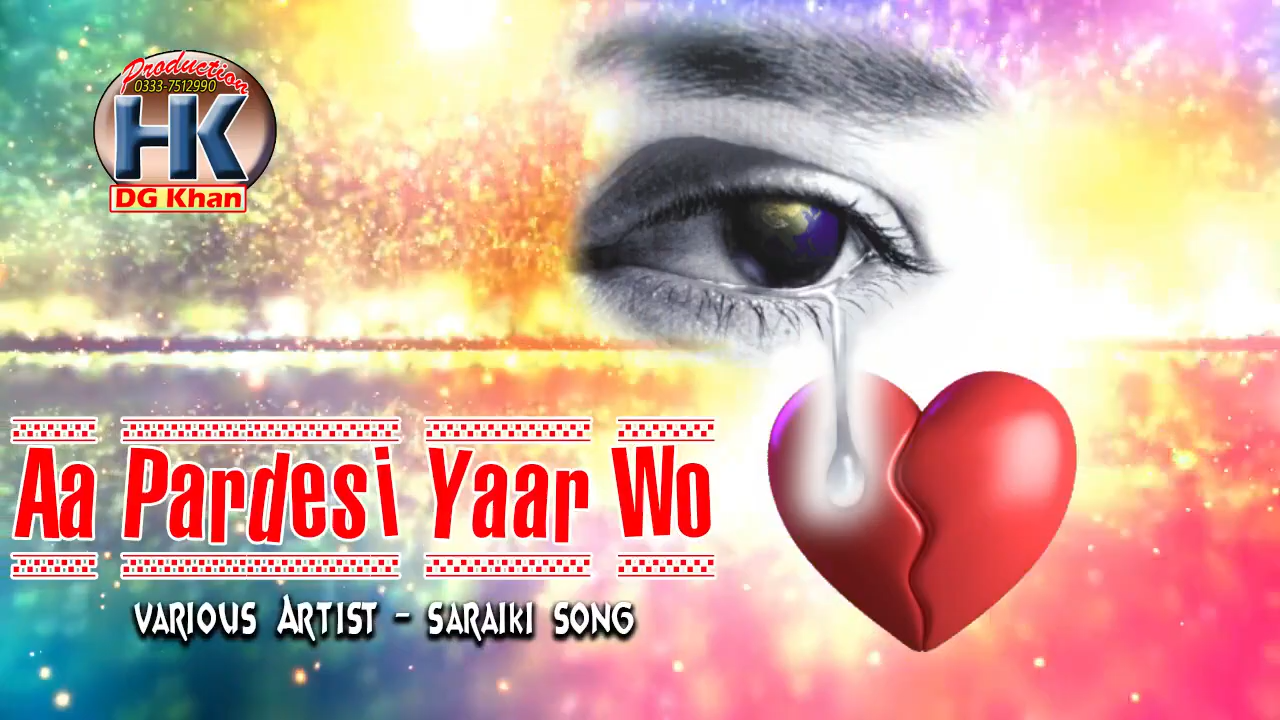 Production
0333-7512990
HK
DG Khan
Aa Pardesi Yaar Wo
VARIOUS ARTIST - SARAIKI SONG